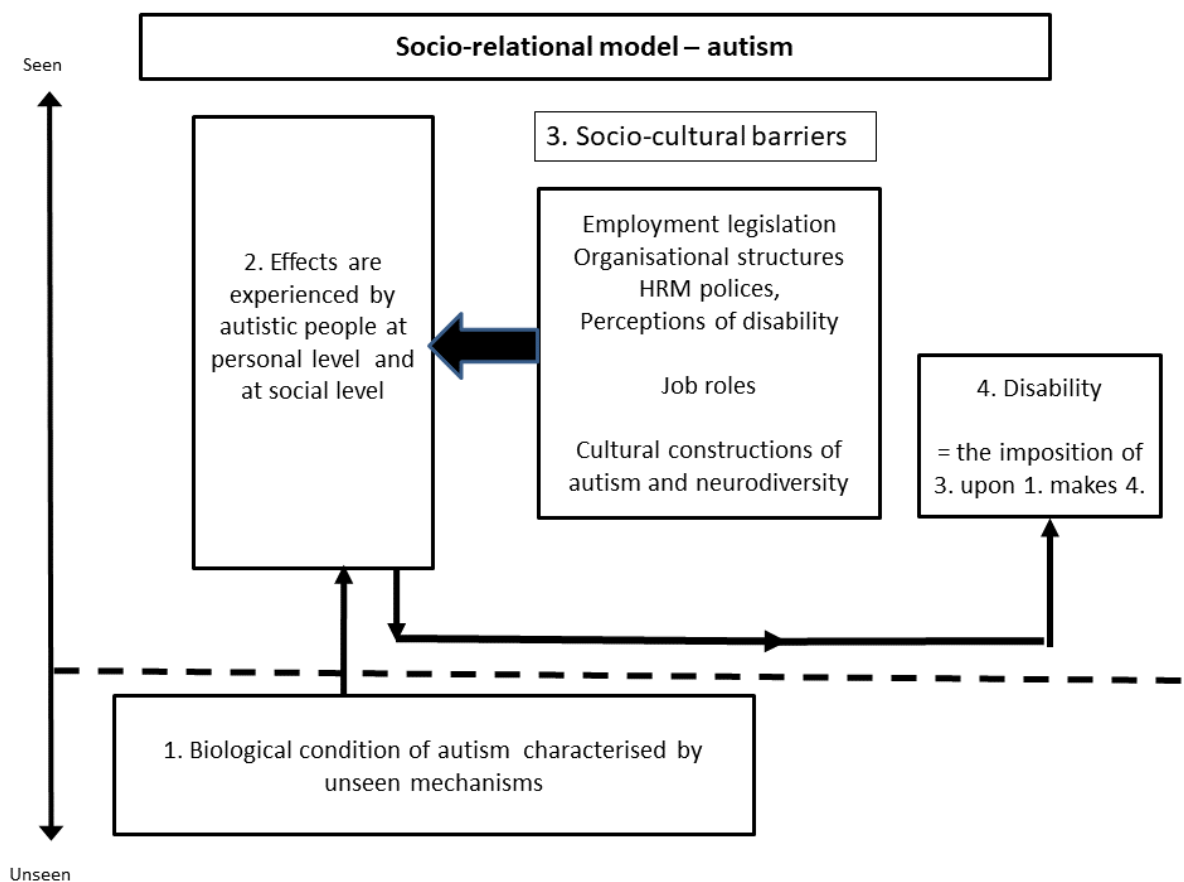 Socio-relational model – autism
Seen
3. Socio-cultural barriers
2. Effects are
experienced by
autistic people at
personal level and
at social level
Employment legislation
Organisational structures
HRM polices,
Perceptions of disability
Job roles
Cultural constructions of
autism and neurodiversity
4. Disability
= the imposition of
3. upon 1. makes 4.
1. Biological condition of autism characterised by
unseen mechanisms
Unseen